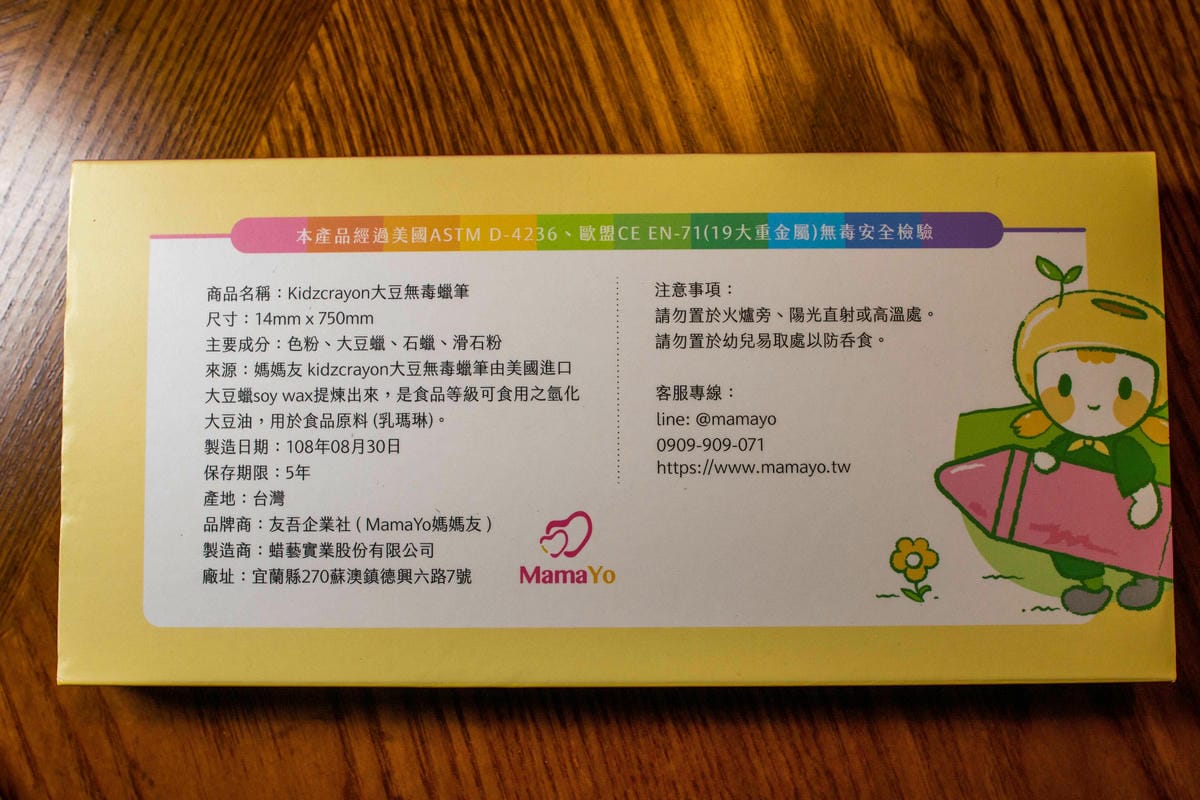 本產品經過美國ASTM D-4236、歐盟CE EN-71(19大重金屬)無毒安全檢驗
商品名稱：Kidzcrayon大豆無毒蠟筆
尺寸：14mm x 750mm
主要成分：色粉、大豆蠟、石蠟、滑石粉
來源：媽媽友 kidzcrayon大豆無毒蠟筆由美國進口
大豆蠟soy wax提煉出來，是食品等級可食用之氫化
大豆油，用於食品原料 (乳瑪琳)。
製造日期：108年08月30日
保存期限：5年
產地：台灣
品牌商：友吾企業社 ( MamaYo媽媽友 )
製造商：蜡藝實業股份有限公司
廠址：宜蘭縣270蘇澳鎮德興六路7號
MamaYo
注意事項：
請勿置於火爐旁、陽光直射或高溫處。
請勿置於幼兒易取處以防吞食。
客服專線：
line: @mamayo
0909-909-071
https://www.mamayo.tw